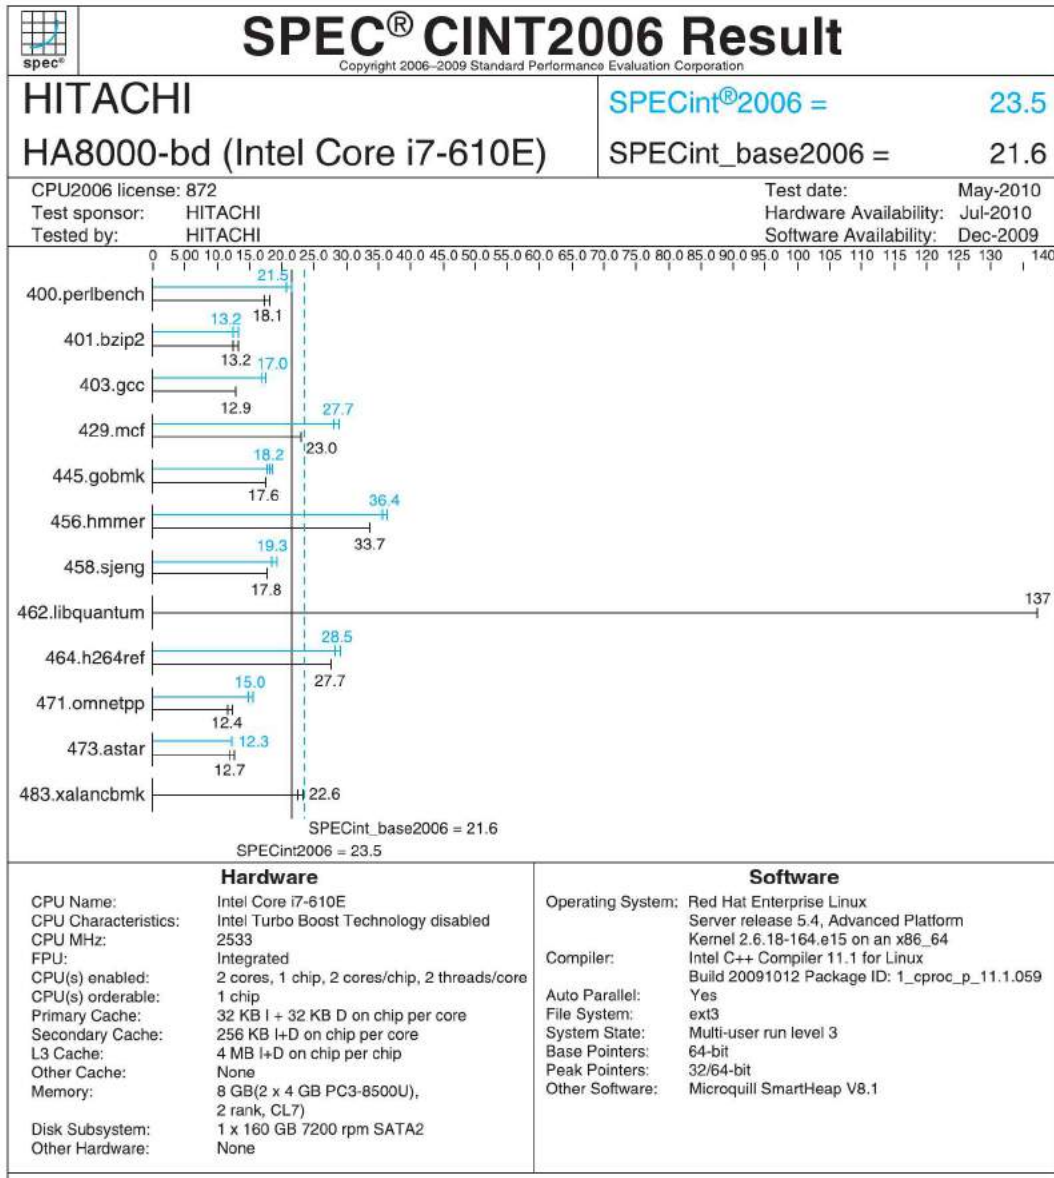 spec®
SPEC® CINT2006 Result
Copyright 2006–2009 Standard Performance Evaluation Corporation
HITACHI
HA8000-bd (Intel Core i7-610E)
SPECint®2006 = 23.5
SPECint_base2006 = 21.6
CPU2006 license: 872
Test sponsor: HITACHI
Tested by: HITACHI
Test date: May-2010
Hardware Availability: Jul-2010
Software Availability: Dec-2009
0 5.00 10.0 15.0 20.0 25.0 30.0 35.0 40.0 45.0 50.0 55.0 60.0 65.0 70.0 75.0 80.0 85.0 90.0 95.0 100 105 110 115 120 125 130 140
21.5
400.perlbench
18.1
13.2
401.bzip2
13.2
17.0
403.gcc
12.9
27.7
429.mcf
23.0
18.2
445.gobmk
17.6
36.4
456.hmmer
33.7
19.3
458.sjeng
17.8
137
462.libquantum
28.5
464.h264ref
27.7
15.0
471.omnetpp
12.4
473.astar 12.3
12.7
483.xalancbmk 22.6
SPECint_base2006 = 21.6
SPECint2006 = 23.5
Hardware
CPU Name: Intel Core i7-610E
CPU Characteristics: Intel Turbo Boost Technology disabled
CPU MHz: 2533
FPU: Integrated
CPU(s) enabled: 2 cores, 1 chip, 2 cores/chip, 2 threads/core
CPU(s) orderable: 1 chip
Primary Cache: 32 KB I + 32 KB D on chip per core
Secondary Cache: 256 KB I+D on chip per core
L3 Cache: 4 MB I+D on chip per chip
Other Cache: None
Memory: 8 GB(2 x 4 GB PC3-8500U),
2 rank, CL7)
Disk Subsystem: 1 x 160 GB 7200 rpm SATA2
Other Hardware: None
Software
Operating System: Red Hat Enterprise Linux
Server release 5.4, Advanced Platform
Kernel 2.6.18-164.e15 on an x86_64
Compiler: Intel C++ Compiler 11.1 for Linux
Build 20091012 Package ID: 1_cproc_p_11.1.059
Auto Parallel: Yes
File System: ext3
System State: Multi-user run level 3
Base Pointers: 64-bit
Peak Pointers: 32/64-bit
Other Software: Microquill SmartHeap V8.1